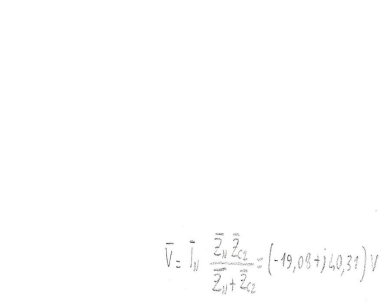 V̄ = Ī_N (Z̄_N Z̄_C2)/(Z̄_N + Z̄_C2) = (-19,08 + j40,31) V